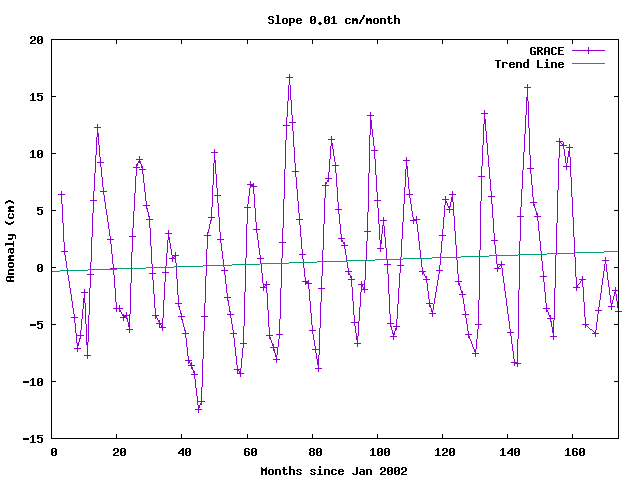 Slope 0.01 cm/month
GRACE
Trend Line
20
15
10
5
0
-5
-10
-15
Anomaly (cm)
0 20 40 60 80 100 120 140 160
Months since Jan 2002